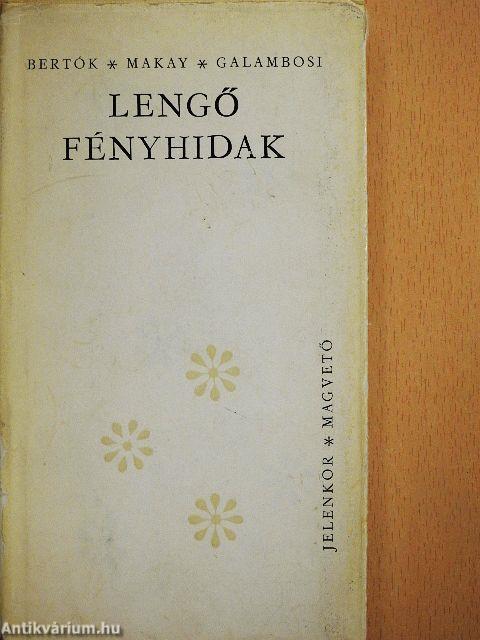 BERTÓK * MAKAY * GALAMBOSI
LENGŐ
FÉNYHIDAK
JELENKOR * MAGVETŐ
Antikvárium.hu